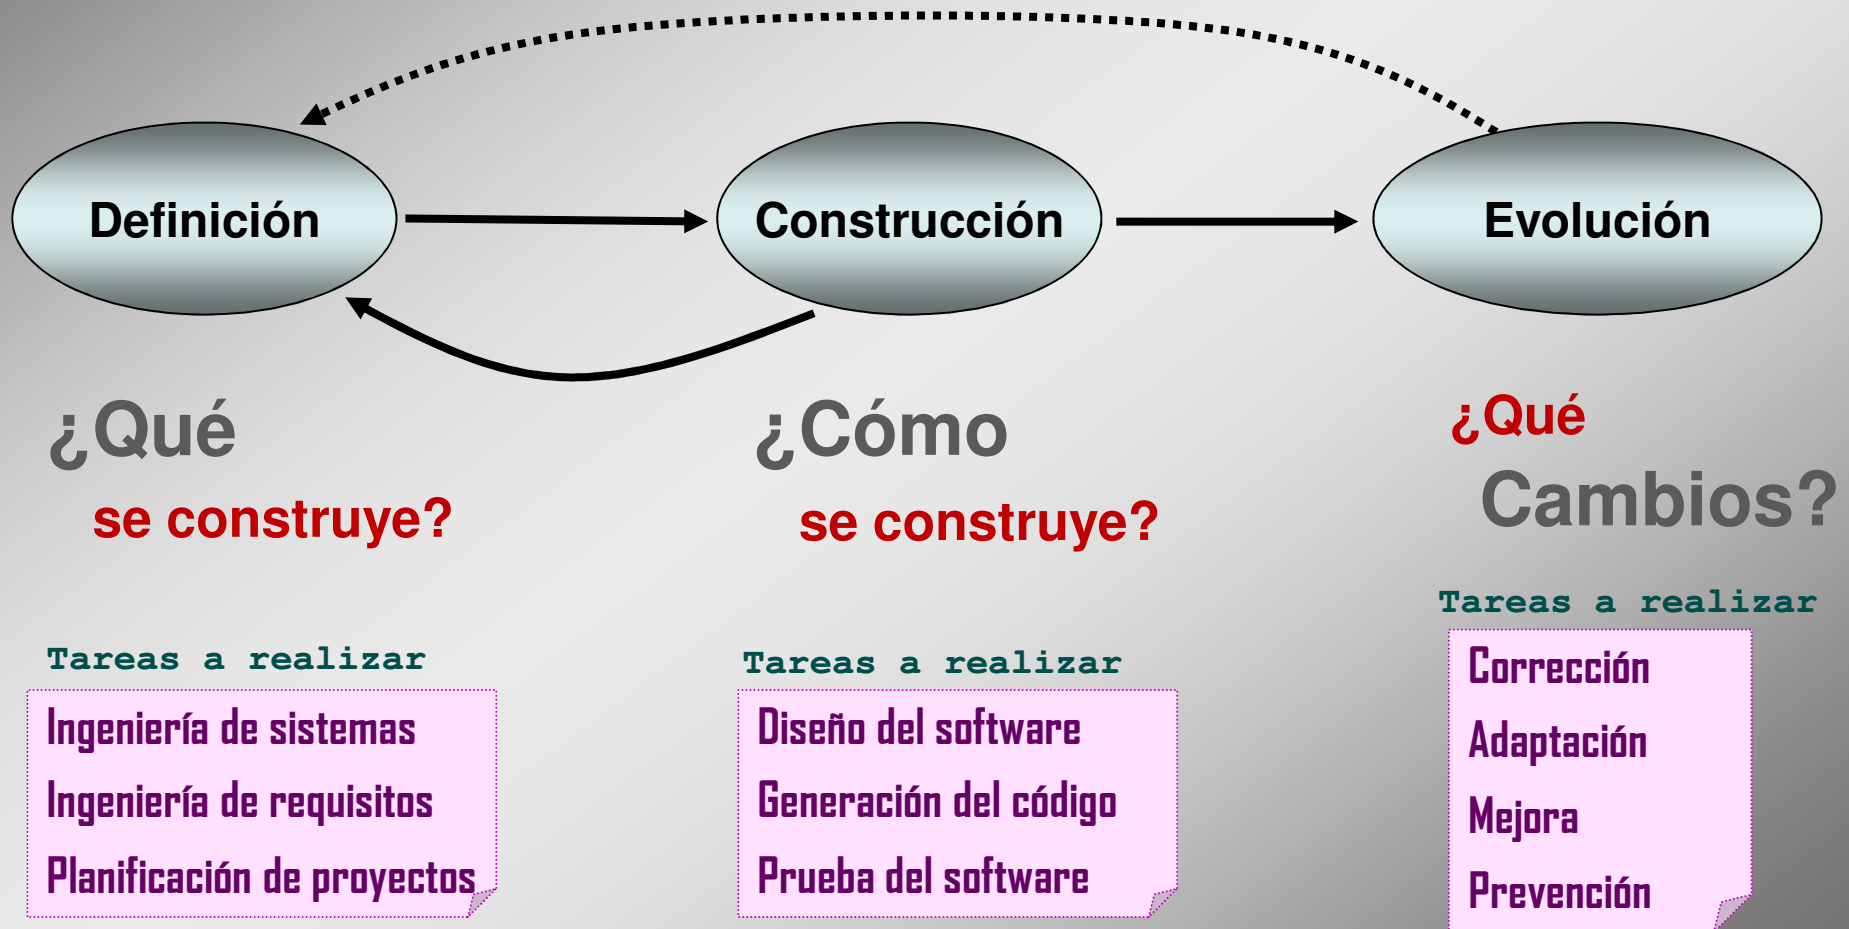 Definición
Construcción
Evolución
¿Qué
se construye?
¿Cómo
se construye?
¿Qué
Cambios?
Tareas a realizar
Ingeniería de sistemas
Ingeniería de requisitos
Planificación de proyectos
Tareas a realizar
Diseño del software
Generación del código
Prueba del software
Tareas a realizar
Corrección
Adaptación
Mejora
Prevención